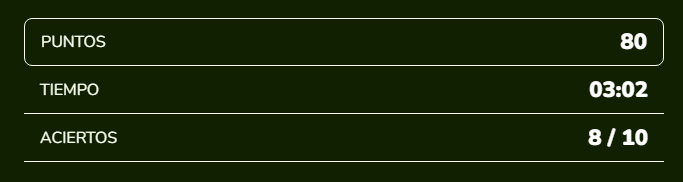 PUNTOS 80
TIEMPO 03:02
ACIERTOS 8 / 10